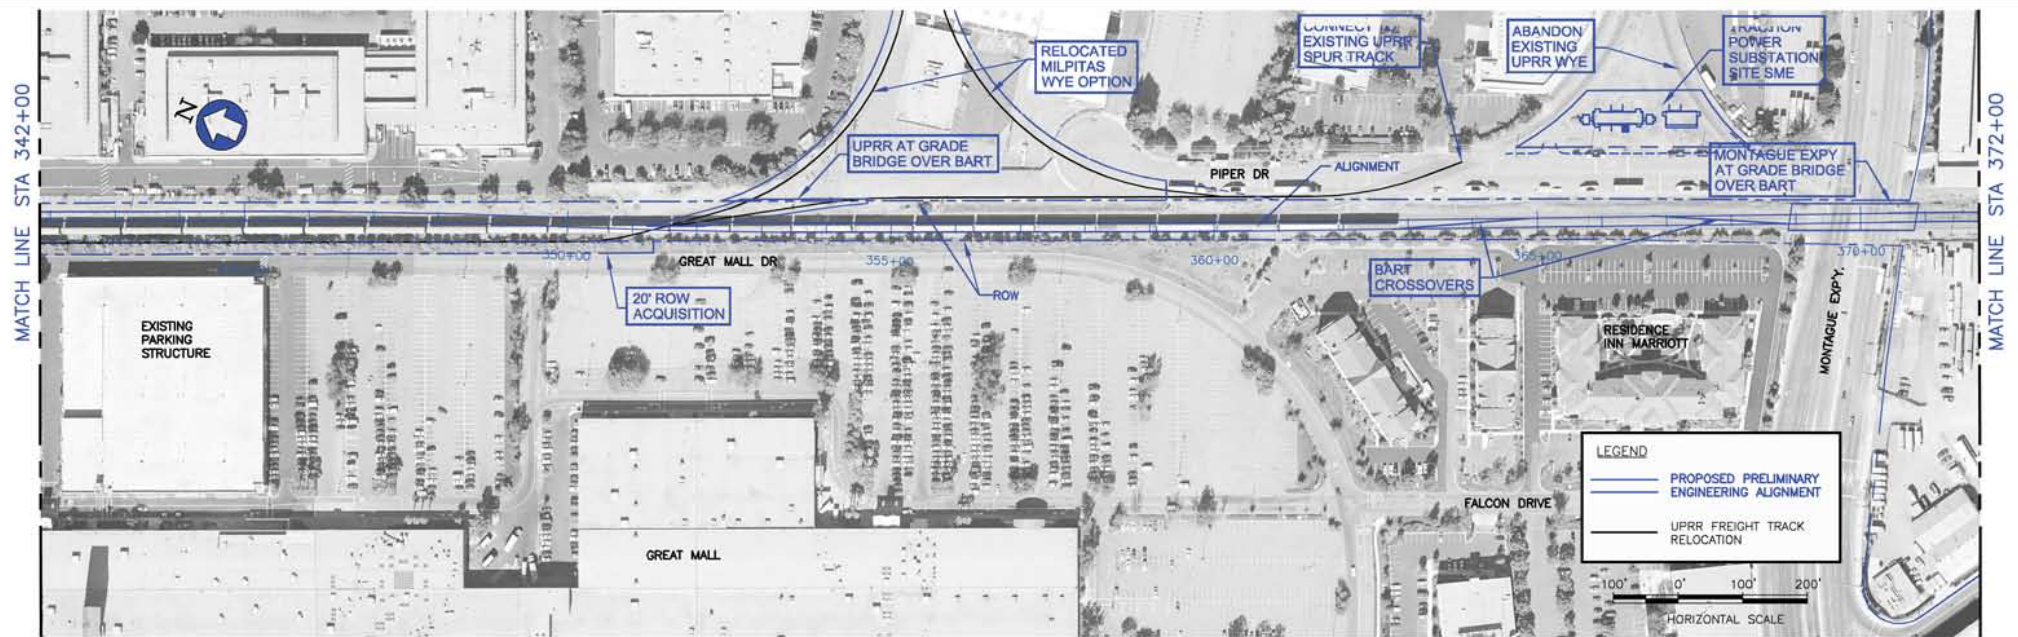 MATCH LINE STA 342+00
N
RELOCATED
MILPITAS
WYE OPTION
CONNECT
EXISTING UPRR
SPUR TRACK
ABANDON
EXISTING
UPRR WYE
TRACTION
POWER
SUBSTATION
SITE SME
UPRR AT GRADE
BRIDGE OVER BART
ALIGNMENT
PIPER DR
MONTAGUE EXPY
AT GRADE BRIDGE
OVER BART
MATCH LINE STA 372+00
350+00
GREAT MALL DR
355+00
360+00
365+00
370+00
20' ROW
ACQUISITION
ROW
BART
CROSSOVERS
EXISTING
PARKING
STRUCTURE
RESIDENCE
INN MARRIOTT
MONTAGUE EXPY.
GREAT MALL
FALCON DRIVE
LEGEND
PROPOSED PRELIMINARY
ENGINEERING ALIGNMENT
UPRR FREIGHT TRACK
RELOCATION
100' 0' 100' 200'
HORIZONTAL SCALE